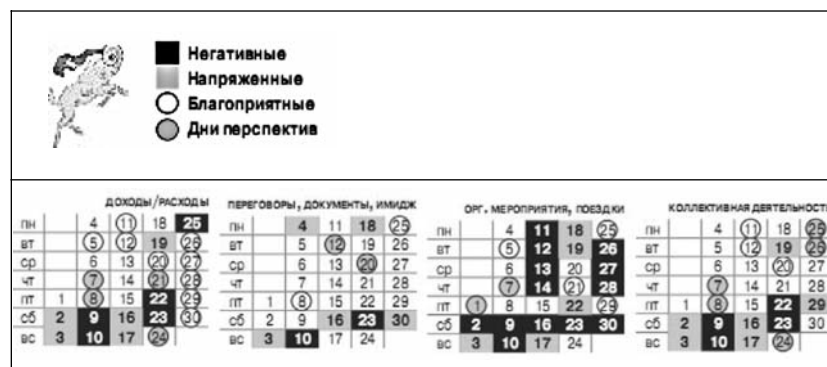 Негативные
Напряженные
Благоприятные
Дни перспектив
ДОХОДЫ/РАСХОДЫ
ПН 4 11 18 25
ВТ 5 12 19 26
СР 6 13 20 27
ЧТ 7 14 21 28
ПТ 1 8 15 22 29
СБ 2 9 16 23 30
ВС 3 10 17 24
ПЕРЕГОВОРЫ, ДОКУМЕНТЫ, ИМИДЖ
ПН 4 11 18 25
ВТ 5 12 19 26
СР 6 13 20 27
ЧТ 7 14 21 28
ПТ 1 8 15 22 29
СБ 2 9 16 23 30
ВС 3 10 17 24
ОРГ. МЕРОПРИЯТИЯ, ПОЕЗДКИ
ПН 4 11 18 25
ВТ 5 12 19 26
СР 6 13 20 27
ЧТ 7 14 21 28
ПТ 1 8 15 22 29
СБ 2 9 16 23 30
ВС 3 10 17 24
КОЛЛЕКТИВНАЯ ДЕЯТЕЛЬНОСТЬ
ПН 4 11 18 25
ВТ 5 12 19 26
СР 6 13 20 27
ЧТ 7 14 21 28
ПТ 1 8 15 22 29
СБ 2 9 16 23 30
ВС 3 10 17 24